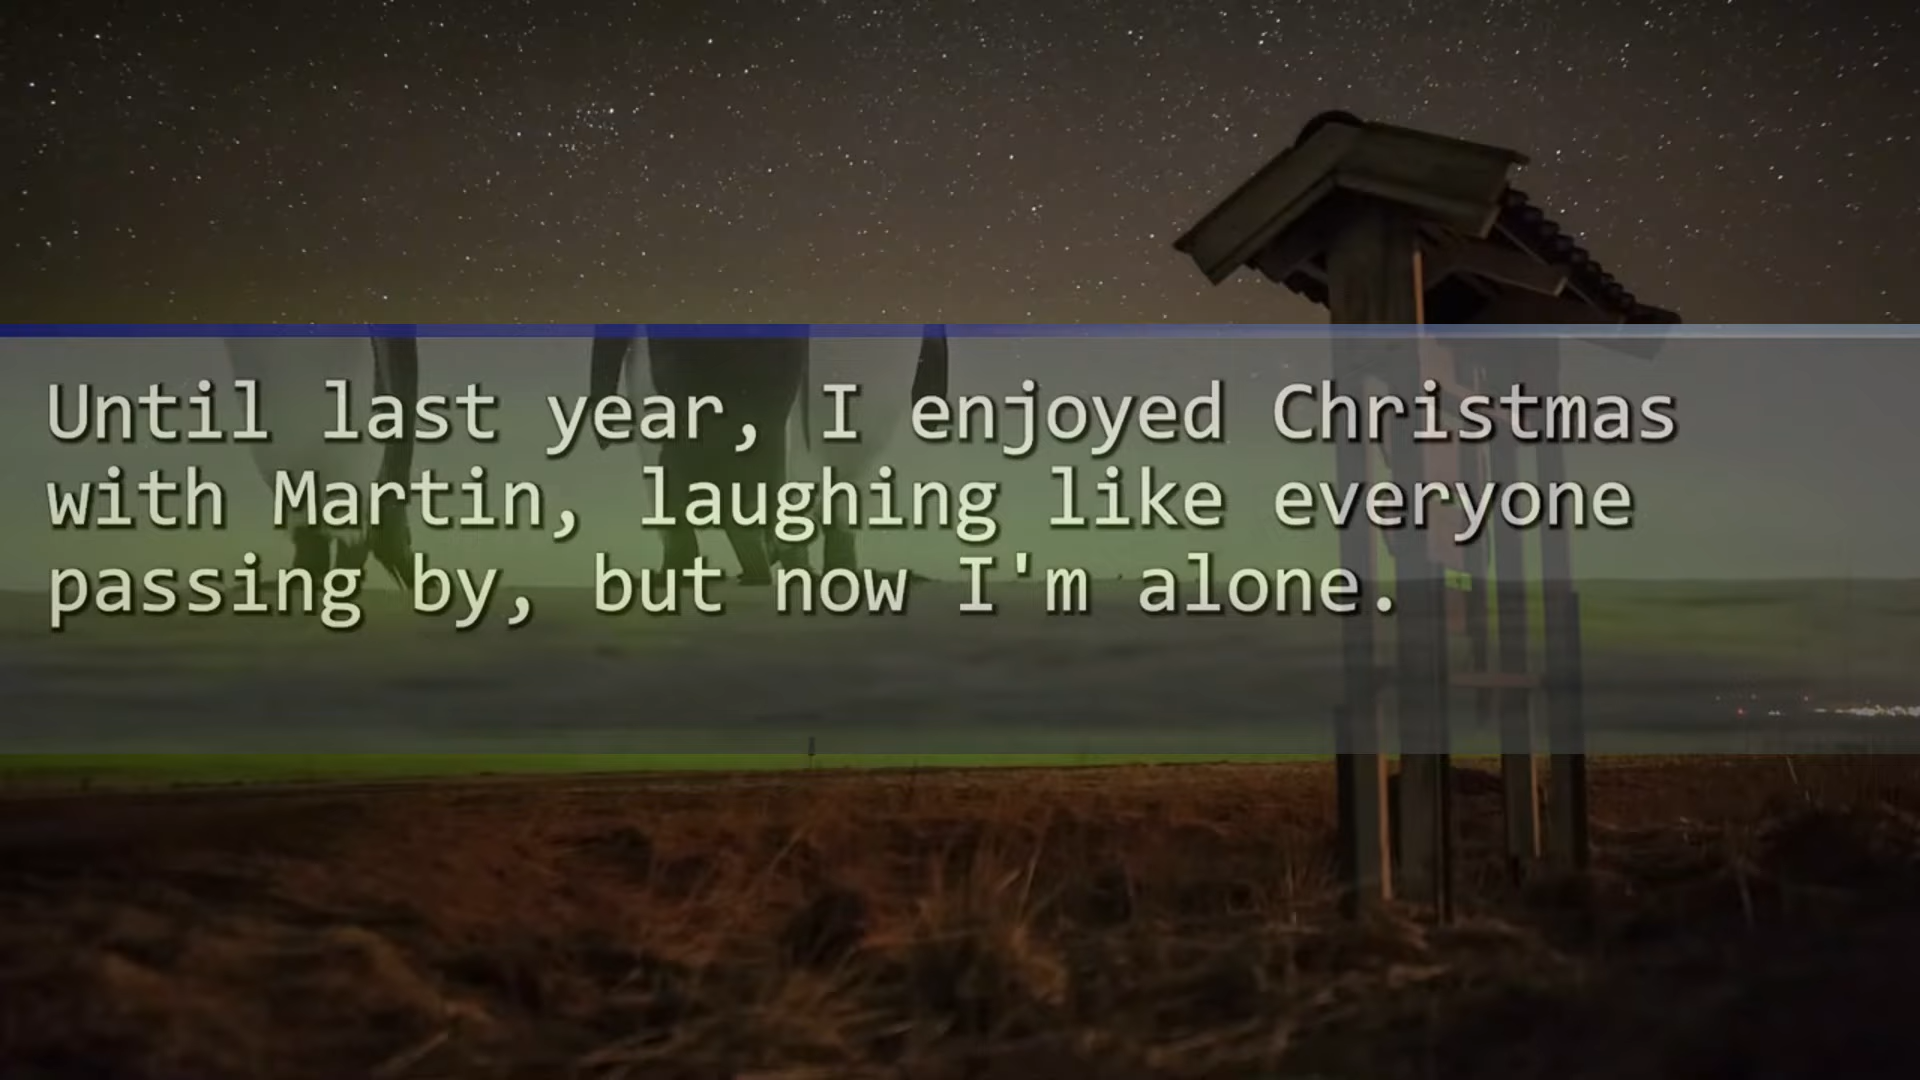 Until last year, I enjoyed Christmas
with Martin, laughing like everyone
passing by, but now I'm alone.